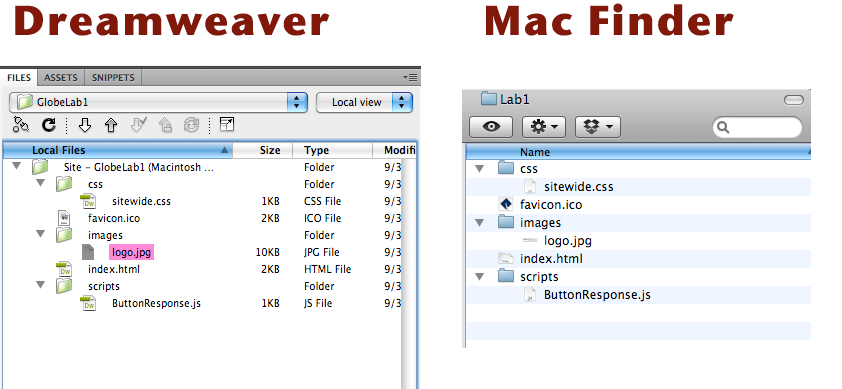 Dreamweaver
FILES ASSETS SNIPPETS
GlobeLab1 Local view
Local Files Size Type Modifi
Site - GlobeLab1 (Macintosh ... Folder 9/3
css Folder 9/3
sitewide.css 1KB CSS File 9/3
favicon.ico 2KB ICO File 9/3
images Folder 9/3
logo.jpg 10KB JPG File 9/3
index.html 2KB HTML File 9/3
scripts Folder 9/3
ButtonResponse.js 1KB JS File 9/3
Mac Finder
Lab1
Name
css
sitewide.css
favicon.ico
images
logo.jpg
index.html
scripts
ButtonResponse.js